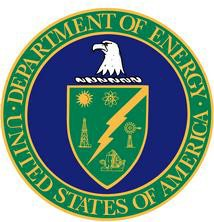 · DEPARTMENT OF ENERGY ·
UNITED STATES OF AMERICA